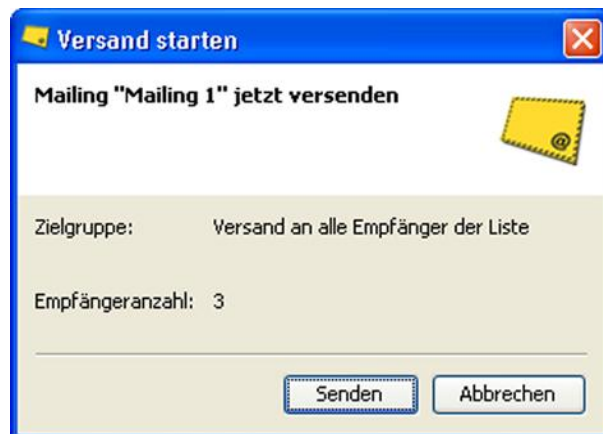 Versand starten
Mailing "Mailing 1" jetzt versenden
@
Zielgruppe: Versand an alle Empfänger der Liste
Empfängeranzahl: 3
Senden Abbrechen